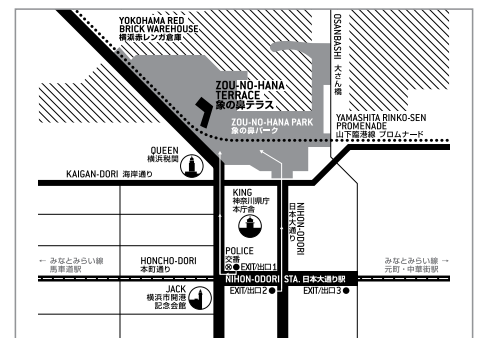 YOKOHAMA RED
BRICK WAREHOUSE
横浜赤レンガ倉庫
OSANBASHI 大さん橋
ZOU-NO-HANA
TERRACE
象の鼻テラス
ZOU-NO-HANA PARK
象の鼻パーク
YAMASHITA RINKO-SEN
PROMENADE
山下臨港線 プロムナード
QUEEN
横浜税関
KAIGAN-DORI 海岸通り
KING
神奈川県庁
本庁舎
NIHON-ODORI
日本大通り
POLICE
交番
EXIT/出口1
← みなとみらい線
馬車道駅
HONCHO-DORI
本町通り
みなとみらい線 →
元町・中華街駅
NIHON-ODORI STA. 日本大通り駅
EXIT/出口2
EXIT/出口3
JACK
横浜市開港
記念会館